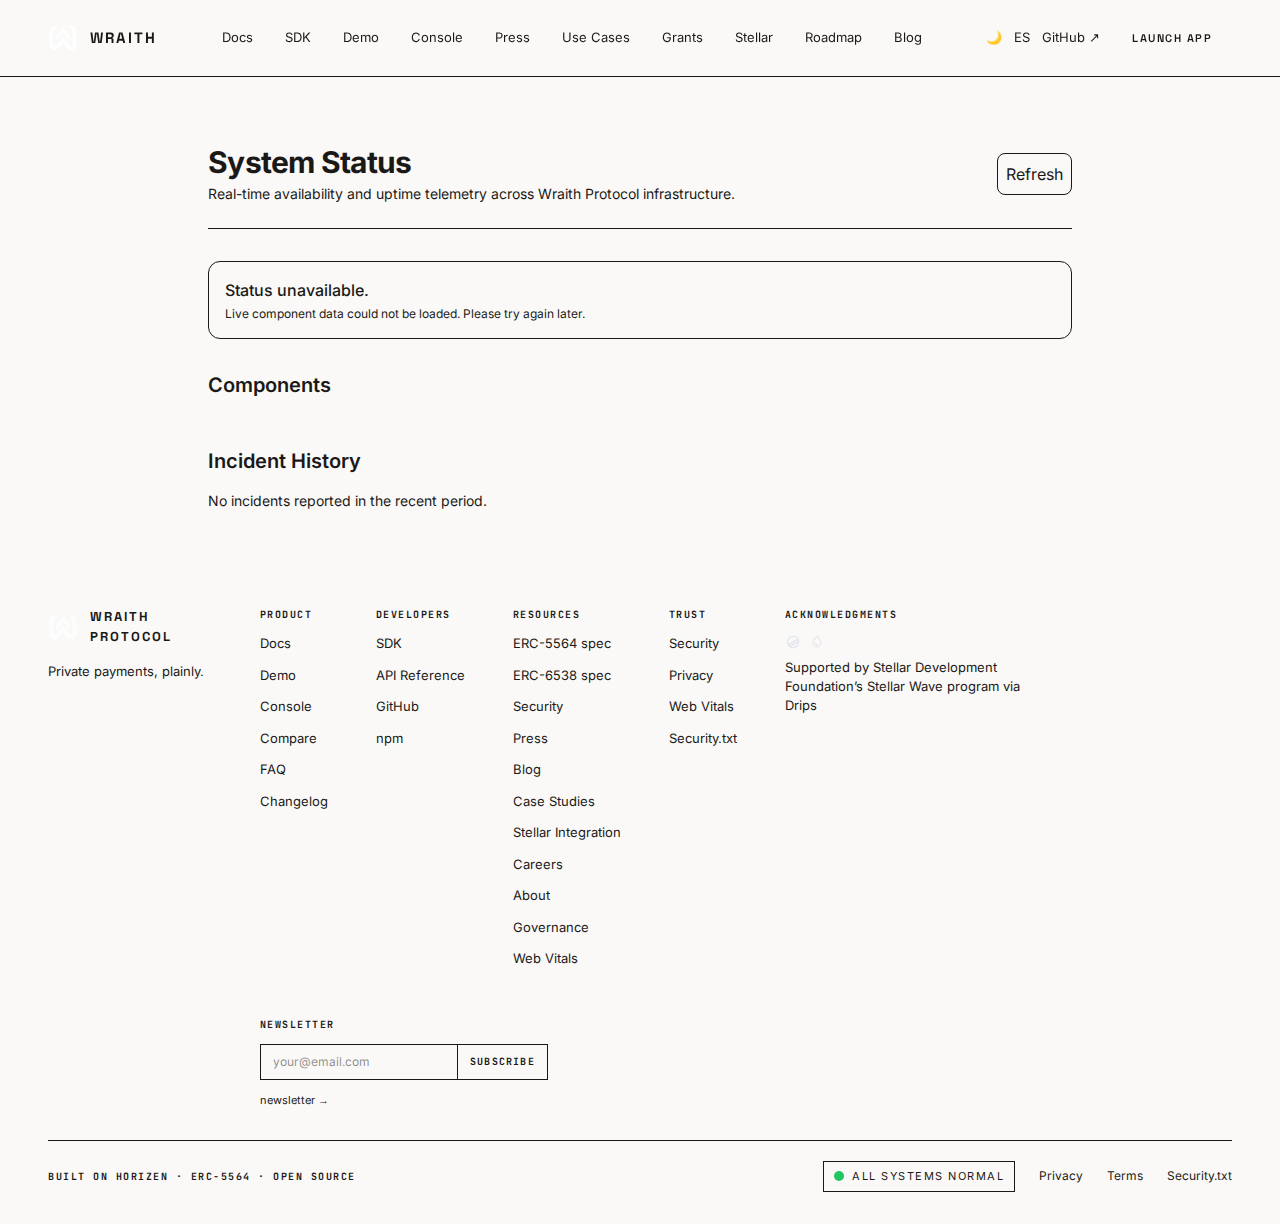 WRAITH
Docs SDK Demo Console Press Use Cases Grants Stellar Roadmap Blog
ES GitHub ↗ LAUNCH APP
System Status
Real-time availability and uptime telemetry across Wraith Protocol infrastructure.
Refresh
Status unavailable.
Live component data could not be loaded. Please try again later.
Components
Incident History
No incidents reported in the recent period.
WRAITH
PROTOCOL
Private payments, plainly.
PRODUCT
Docs
Demo
Console
Compare
FAQ
Changelog
DEVELOPERS
SDK
API Reference
GitHub
npm
RESOURCES
ERC-5564 spec
ERC-6538 spec
Security
Press
Blog
Case Studies
Stellar Integration
Careers
About
Governance
Web Vitals
TRUST
Security
Privacy
Web Vitals
Security.txt
ACKNOWLEDGMENTS
Supported by Stellar Development
Foundation’s Stellar Wave program via
Drips
NEWSLETTER
your@email.com
SUBSCRIBE
newsletter →
BUILT ON HORIZEN · ERC-5564 · OPEN SOURCE
ALL SYSTEMS NORMAL
Privacy Terms Security.txt